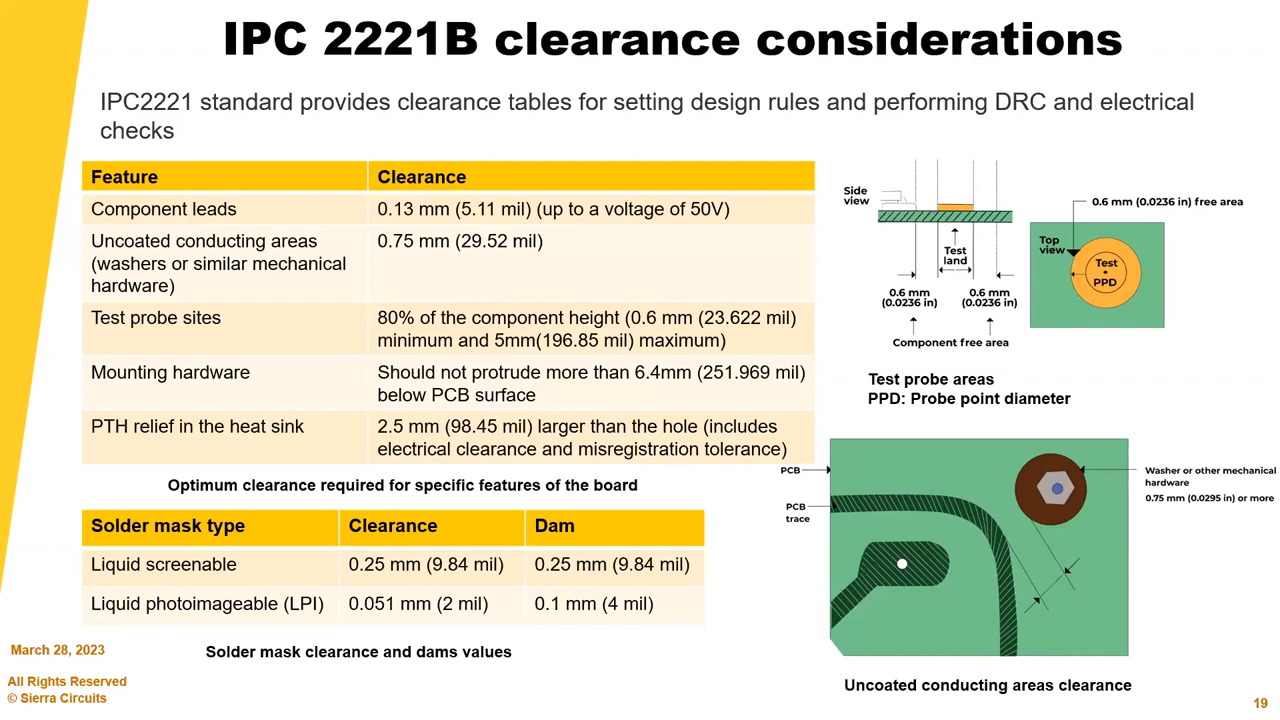 IPC 2221B clearance considerations
IPC2221 standard provides clearance tables for setting design rules and performing DRC and electrical
checks
Feature
Clearance
Component leads
0.13 mm (5.11 mil) (up to a voltage of 50V)
Uncoated conducting areas
(washers or similar mechanical
hardware)
0.75 mm (29.52 mil)
Test probe sites
80% of the component height (0.6 mm (23.622 mil)
minimum and 5mm(196.85 mil) maximum)
Mounting hardware
Should not protrude more than 6.4mm (251.969 mil)
below PCB surface
PTH relief in the heat sink
2.5 mm (98.45 mil) larger than the hole (includes
electrical clearance and misregistration tolerance)
Optimum clearance required for specific features of the board
Solder mask type
Clearance
Dam
Liquid screenable
0.25 mm (9.84 mil)
0.25 mm (9.84 mil)
Liquid photoimageable (LPI)
0.051 mm (2 mil)
0.1 mm (4 mil)
Solder mask clearance and dams values
Side
view
Test
land
0.6 mm
(0.0236 in)
0.6 mm
(0.0236 in)
Component free area
0.6 mm (0.0236 in) free area
Top
view
Test
PPD
Test probe areas
PPD: Probe point diameter
PCB
PCB
trace
Washer or other mechanical
hardware
0.75 mm (0.0295 in) or more
Uncoated conducting areas clearance
March 28, 2023
All Rights Reserved
© Sierra Circuits
19